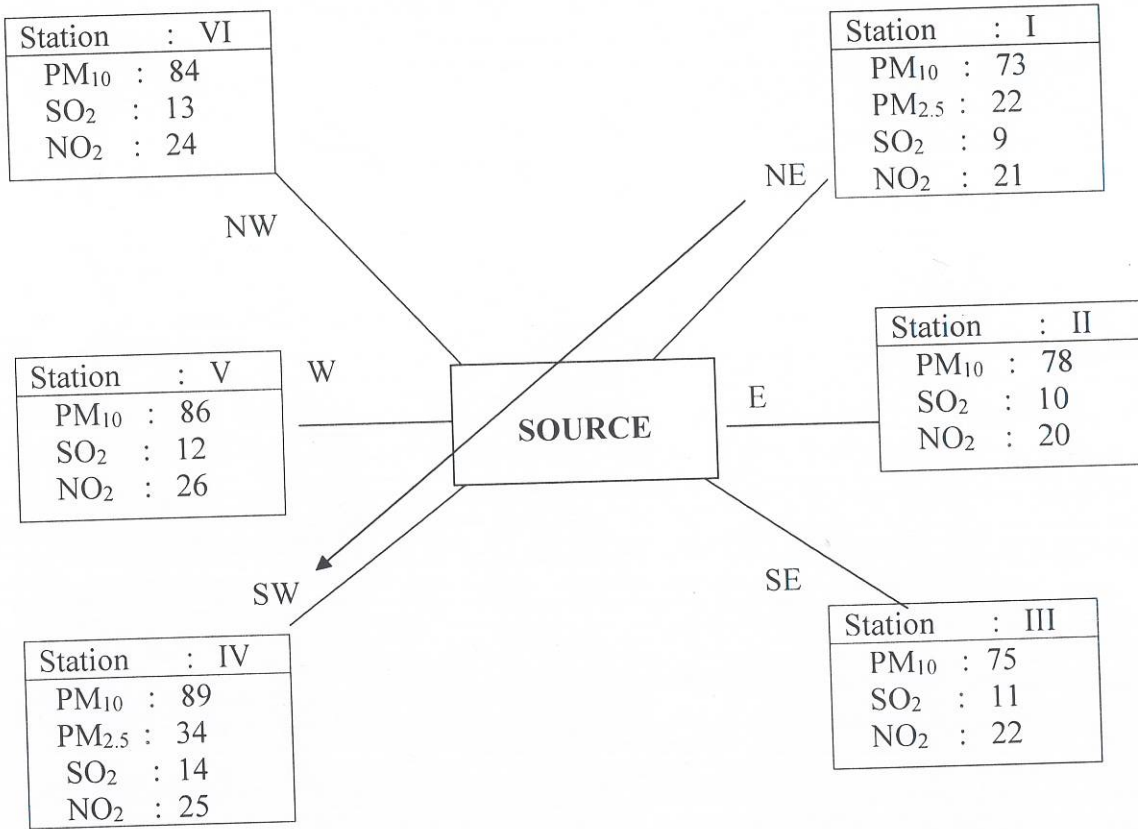 Station : VI
PM₁₀ : 84
SO₂ : 13
NO₂ : 24
Station : I
PM₁₀ : 73
PM₂.₅ : 22
SO₂ : 9
NO₂ : 21
NE
NW
Station : II
PM₁₀ : 78
SO₂ : 10
NO₂ : 20
Station : V
PM₁₀ : 86
SO₂ : 12
NO₂ : 26
W
SOURCE
E
SW
SE
Station : IV
PM₁₀ : 89
PM₂.₅ : 34
SO₂ : 14
NO₂ : 25
Station : III
PM₁₀ : 75
SO₂ : 11
NO₂ : 22